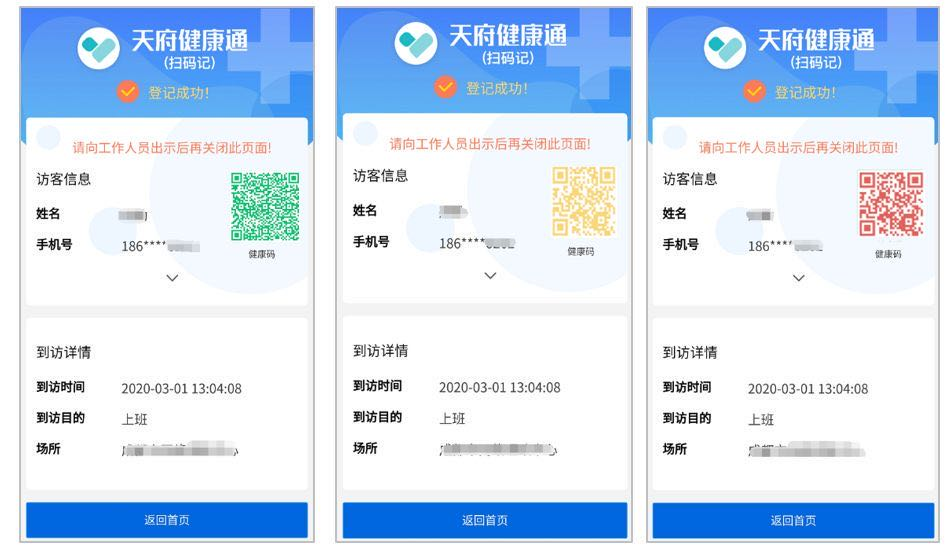 天府健康通
(扫码记)
登记成功!
请向工作人员出示后再关闭此页面!
访客信息
姓名
手机号 186****
健康码
到访详情
到访时间 2020-03-01 13:04:08
到访目的 上班
场所
返回首页
天府健康通
(扫码记)
登记成功!
请向工作人员出示后再关闭此页面!
访客信息
姓名
手机号 186****
健康码
到访详情
到访时间 2020-03-01 13:04:08
到访目的 上班
场所
返回首页
天府健康通
(扫码记)
登记成功!
请向工作人员出示后再关闭此页面!
访客信息
姓名
手机号 186****
健康码
到访详情
到访时间 2020-03-01 13:04:08
到访目的 上班
场所
返回首页